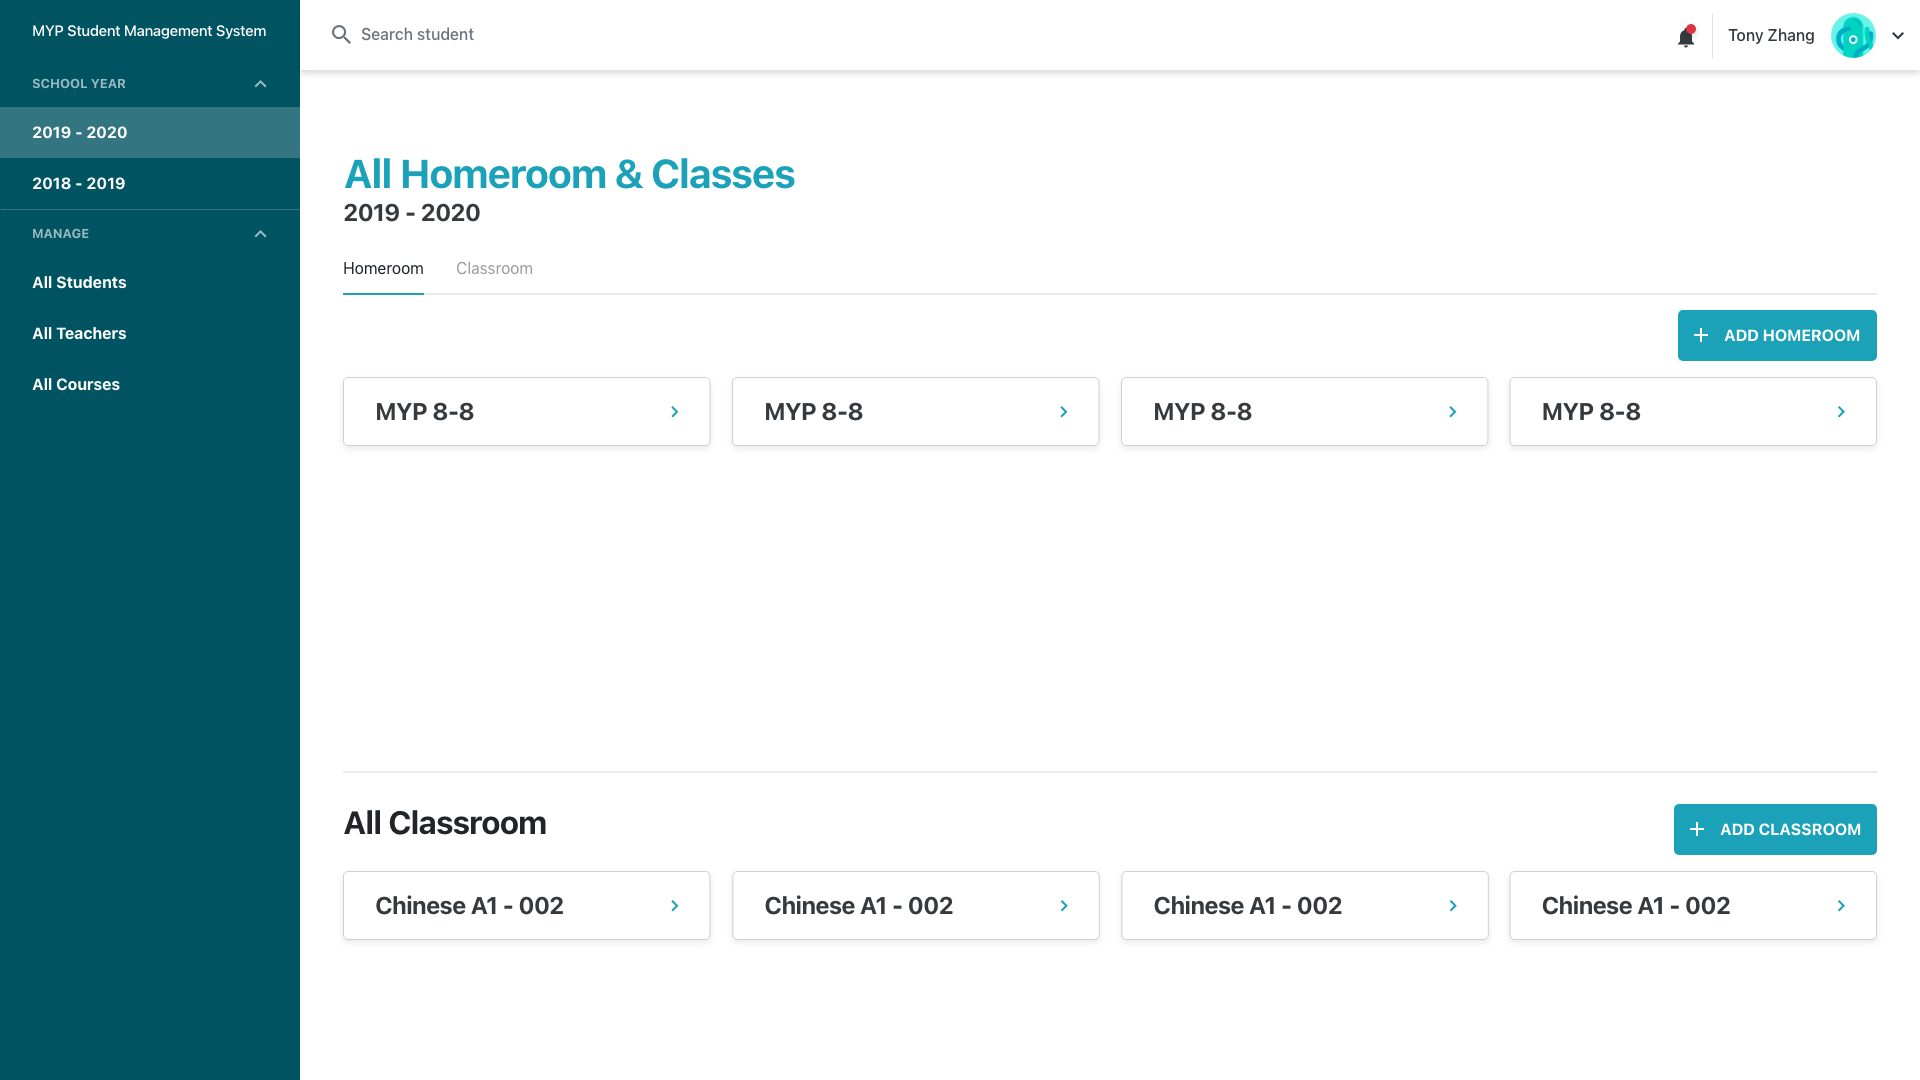 MYP Student Management System
SCHOOL YEAR
2019 - 2020
2018 - 2019
MANAGE
All Students
All Teachers
All Courses
Search student
Tony Zhang
All Homeroom & Classes
2019 - 2020
Homeroom
Classroom
ADD HOMEROOM
MYP 8-8
MYP 8-8
MYP 8-8
MYP 8-8
All Classroom
ADD CLASSROOM
Chinese A1 - 002
Chinese A1 - 002
Chinese A1 - 002
Chinese A1 - 002